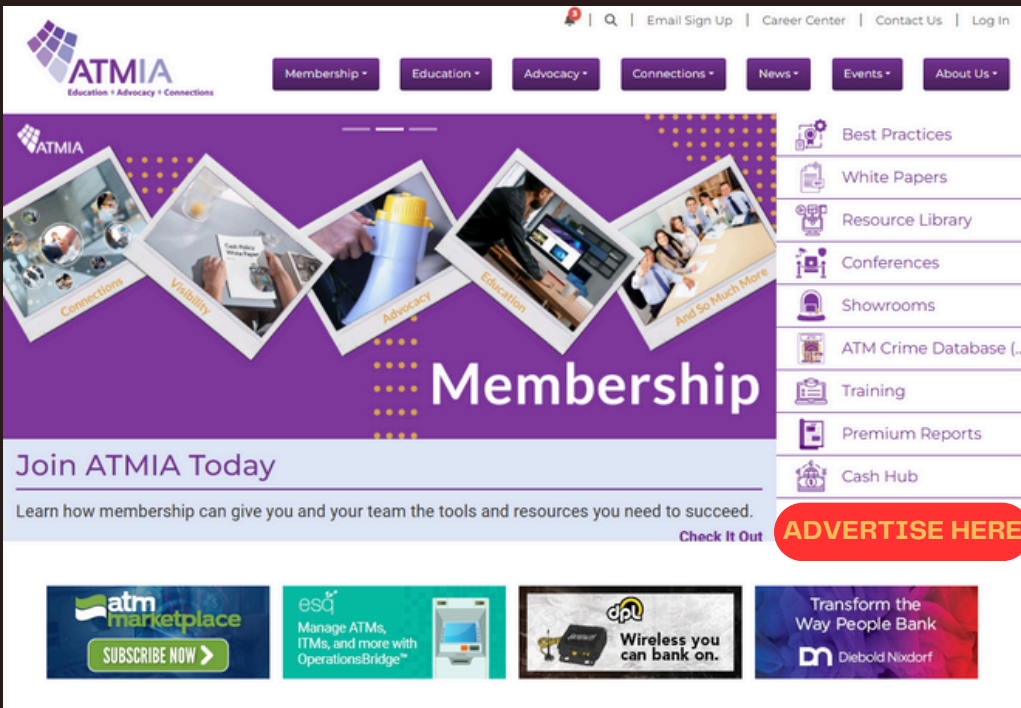 3
Email Sign Up | Career Center | Contact Us | Log In
ATMIA
Education Advocacy Connections
Membership
Education
Advocacy
Connections
News
Events
About Us
ATMIA
Connections
Visibility
Cash Policy
White Paper
Advocacy
Education
And So Much More
Membership
Join ATMIA Today
Learn how membership can give you and your team the tools and resources you need to succeed.
Check It Out
Best Practices
White Papers
Resource Library
Conferences
Showrooms
ATM Crime Database (...
Training
Premium Reports
Cash Hub
ADVERTISE HERE
atm
marketplace
SUBSCRIBE NOW
esq
Manage ATMs,
ITMs, and more with
OperationsBridge™
dpl
Wireless you
can bank on.
Transform the
Way People Bank
DN Diebold Nixdorf